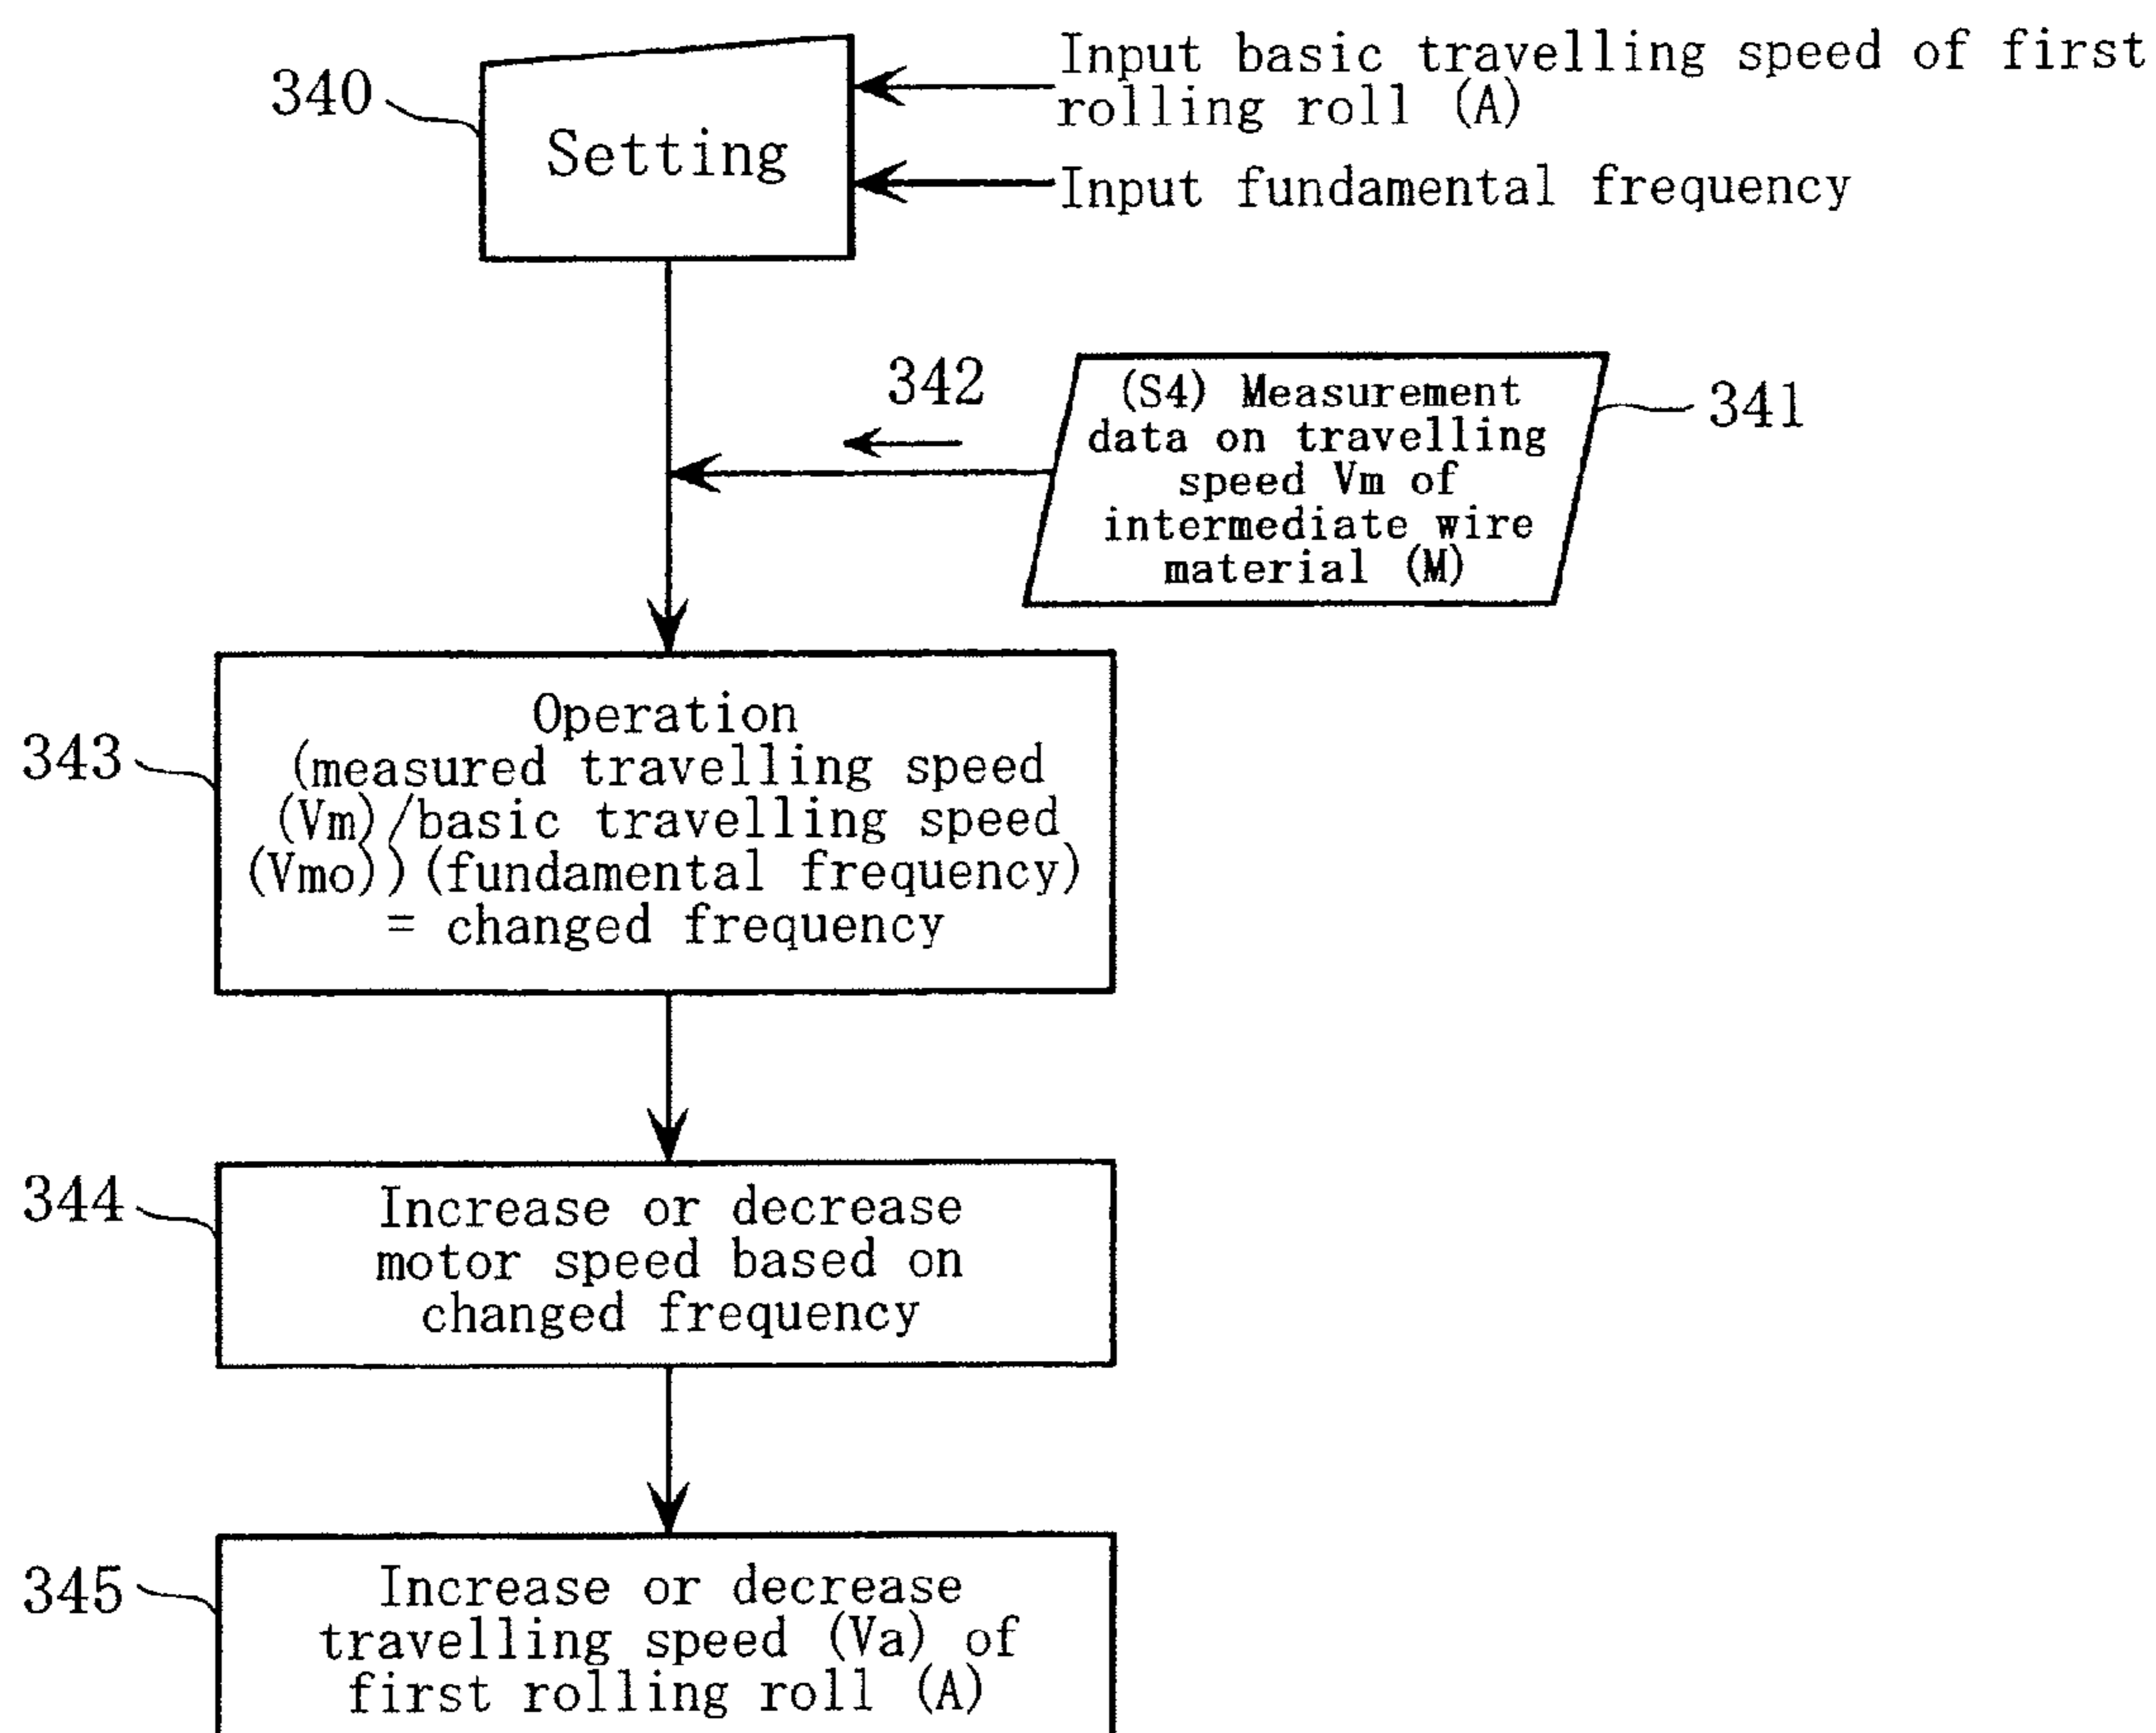 340
Setting
Input basic travelling speed of first
rolling roll (A)
Input fundamental frequency
342
(S4) Measurement
data on travelling
speed Vm of
intermediate wire
material (M)
341
343
Operation
(measured travelling speed
(Vm)/basic travelling speed
(Vmo))(fundamental frequency)
= changed frequency
344
Increase or decrease
motor speed based on
changed frequency
345
Increase or decrease
travelling speed (Va) of
first rolling roll (A)